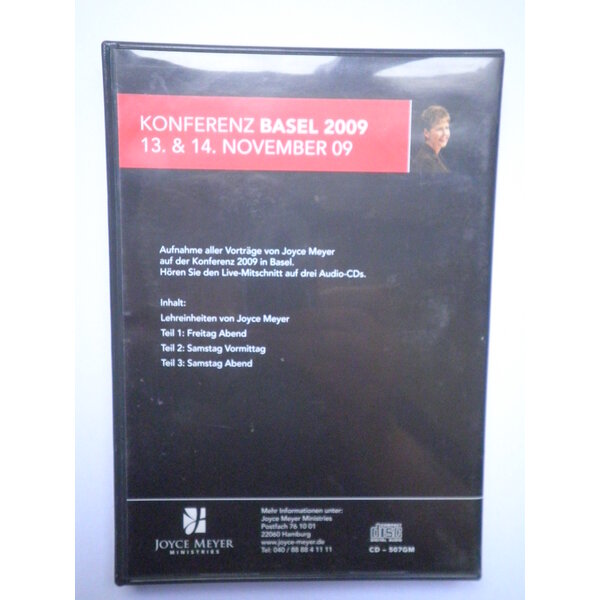 KONFERENZ BASEL 2009
13. & 14. NOVEMBER 09
Aufnahme aller Vorträge von Joyce Meyer
auf der Konferenz 2009 in Basel.
Hören Sie den Live-Mitschnitt auf drei Audio-CDs.
Inhalt:
Lehreinheiten von Joyce Meyer
Teil 1: Freitag Abend
Teil 2: Samstag Vormittag
Teil 3: Samstag Abend
JOYCE MEYER
MINISTRIES
Mehr Informationen unter:
Joyce Meyer Ministries
Postfach 76 10 01
22060 Hamburg
www.joyce-meyer.de
Tel: 040 / 88 88 4 11 11
COMPACT
disc
DIGITAL AUDIO
CD – 507GM